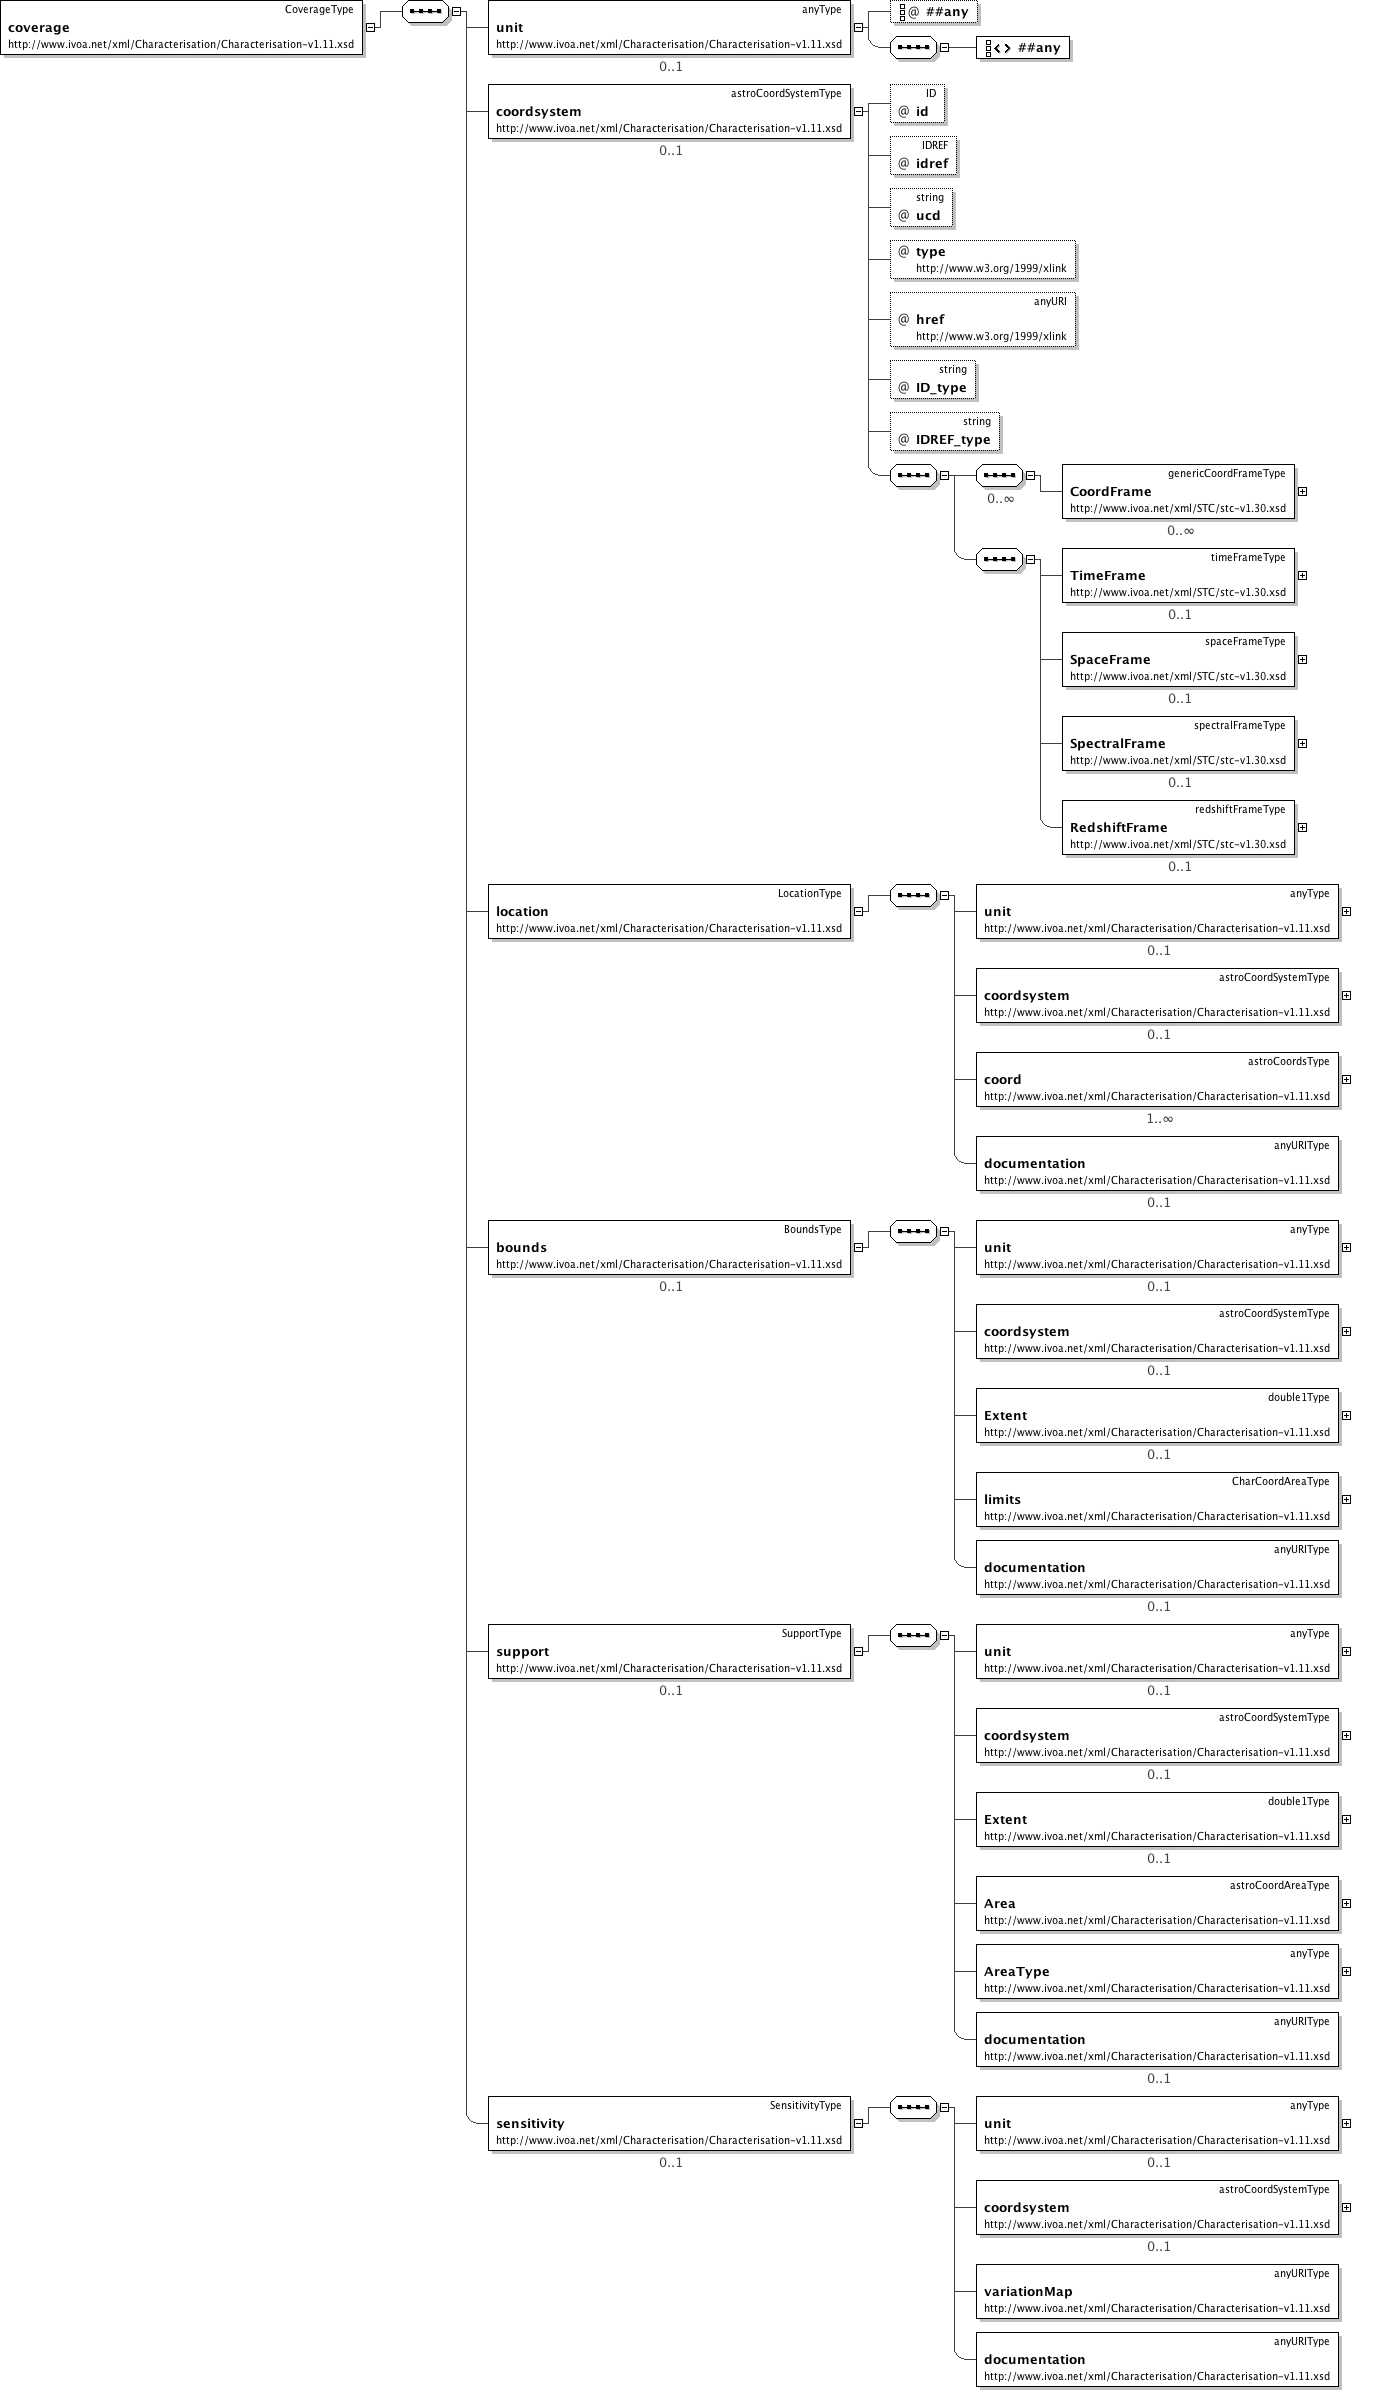 CoverageType
coverage
http://www.ivoa.net/xml/Characterisation/Characterisation-v1.11.xsd
anyType
unit
http://www.ivoa.net/xml/Characterisation/Characterisation-v1.11.xsd
0..1
@ ##any
<> ##any
astroCoordSystemType
coordsystem
http://www.ivoa.net/xml/Characterisation/Characterisation-v1.11.xsd
0..1
ID
@ id
IDREF
@ idref
string
@ ucd
@ type
http://www.w3.org/1999/xlink
anyURI
@ href
http://www.w3.org/1999/xlink
string
@ ID_type
string
@ IDREF_type
0..∞
genericCoordFrameType
CoordFrame
http://www.ivoa.net/xml/STC/stc-v1.30.xsd
0..∞
timeFrameType
TimeFrame
http://www.ivoa.net/xml/STC/stc-v1.30.xsd
0..1
spaceFrameType
SpaceFrame
http://www.ivoa.net/xml/STC/stc-v1.30.xsd
0..1
spectralFrameType
SpectralFrame
http://www.ivoa.net/xml/STC/stc-v1.30.xsd
0..1
redshiftFrameType
RedshiftFrame
http://www.ivoa.net/xml/STC/stc-v1.30.xsd
0..1
LocationType
location
http://www.ivoa.net/xml/Characterisation/Characterisation-v1.11.xsd
anyType
unit
http://www.ivoa.net/xml/Characterisation/Characterisation-v1.11.xsd
0..1
astroCoordSystemType
coordsystem
http://www.ivoa.net/xml/Characterisation/Characterisation-v1.11.xsd
0..1
astroCoordsType
coord
http://www.ivoa.net/xml/Characterisation/Characterisation-v1.11.xsd
1..∞
anyURIType
documentation
http://www.ivoa.net/xml/Characterisation/Characterisation-v1.11.xsd
0..1
BoundsType
bounds
http://www.ivoa.net/xml/Characterisation/Characterisation-v1.11.xsd
0..1
anyType
unit
http://www.ivoa.net/xml/Characterisation/Characterisation-v1.11.xsd
0..1
astroCoordSystemType
coordsystem
http://www.ivoa.net/xml/Characterisation/Characterisation-v1.11.xsd
0..1
double1Type
Extent
http://www.ivoa.net/xml/Characterisation/Characterisation-v1.11.xsd
0..1
CharCoordAreaType
limits
http://www.ivoa.net/xml/Characterisation/Characterisation-v1.11.xsd
anyURIType
documentation
http://www.ivoa.net/xml/Characterisation/Characterisation-v1.11.xsd
0..1
SupportType
support
http://www.ivoa.net/xml/Characterisation/Characterisation-v1.11.xsd
0..1
anyType
unit
http://www.ivoa.net/xml/Characterisation/Characterisation-v1.11.xsd
0..1
astroCoordSystemType
coordsystem
http://www.ivoa.net/xml/Characterisation/Characterisation-v1.11.xsd
0..1
double1Type
Extent
http://www.ivoa.net/xml/Characterisation/Characterisation-v1.11.xsd
0..1
astroCoordAreaType
Area
http://www.ivoa.net/xml/Characterisation/Characterisation-v1.11.xsd
anyType
AreaType
http://www.ivoa.net/xml/Characterisation/Characterisation-v1.11.xsd
anyURIType
documentation
http://www.ivoa.net/xml/Characterisation/Characterisation-v1.11.xsd
0..1
SensitivityType
sensitivity
http://www.ivoa.net/xml/Characterisation/Characterisation-v1.11.xsd
0..1
anyType
unit
http://www.ivoa.net/xml/Characterisation/Characterisation-v1.11.xsd
0..1
astroCoordSystemType
coordsystem
http://www.ivoa.net/xml/Characterisation/Characterisation-v1.11.xsd
0..1
anyURIType
variationMap
http://www.ivoa.net/xml/Characterisation/Characterisation-v1.11.xsd
anyURIType
documentation
http://www.ivoa.net/xml/Characterisation/Characterisation-v1.11.xsd